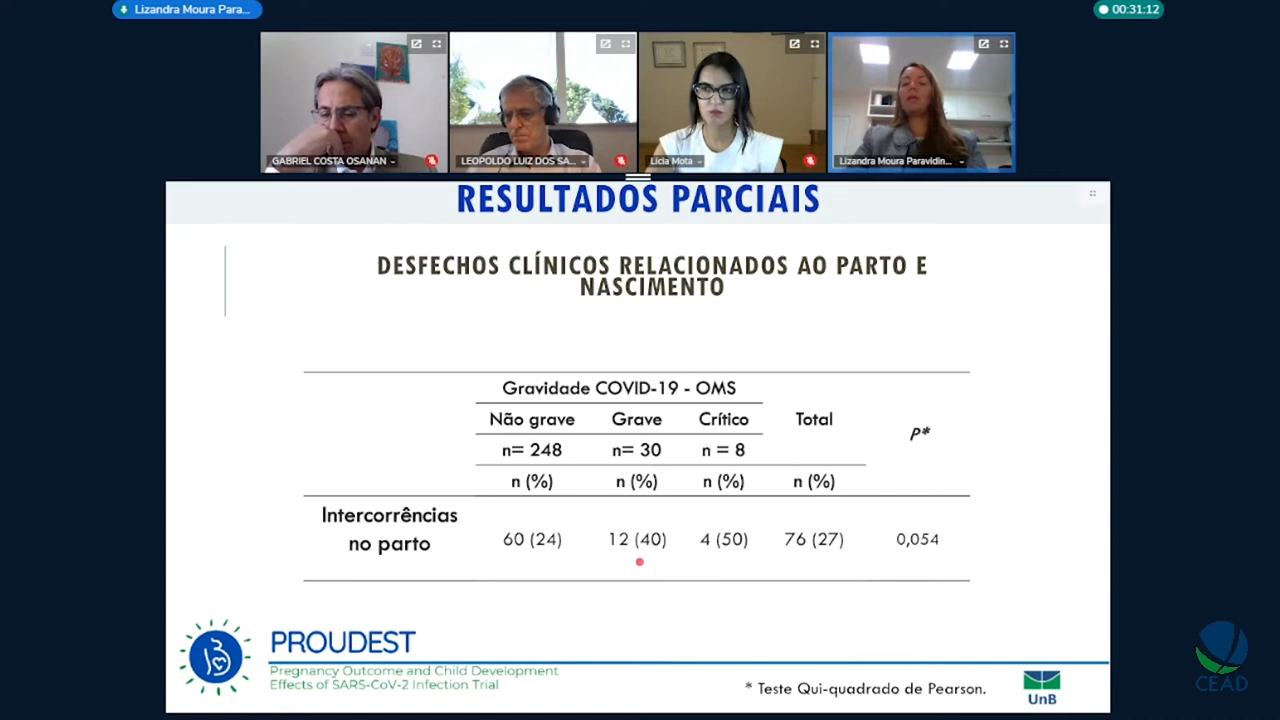 Lizandra Moura Para...
00:31:12
GABRIEL COSTA OSANAN
LEOPOLDO LUIZ DOS SA...
Licia Mota
Lizandra Moura Paravidin...
RESULTADOS PARCIAIS
DESFECHOS CLÍNICOS RELACIONADOS AO PARTO E
NASCIMENTO
Gravidade COVID-19 - OMS
Não grave Grave Crítico Total P*
n= 248 n= 30 n = 8
n (%) n (%) n (%) n (%)
Intercorrências
no parto 60 (24) 12 (40) 4 (50) 76 (27) 0,054
PROUDEST
Pregnancy Outcome and Child Development
Effects of SARS-CoV-2 Infection Trial
* Teste Qui-quadrado de Pearson.
UnB
CEAD